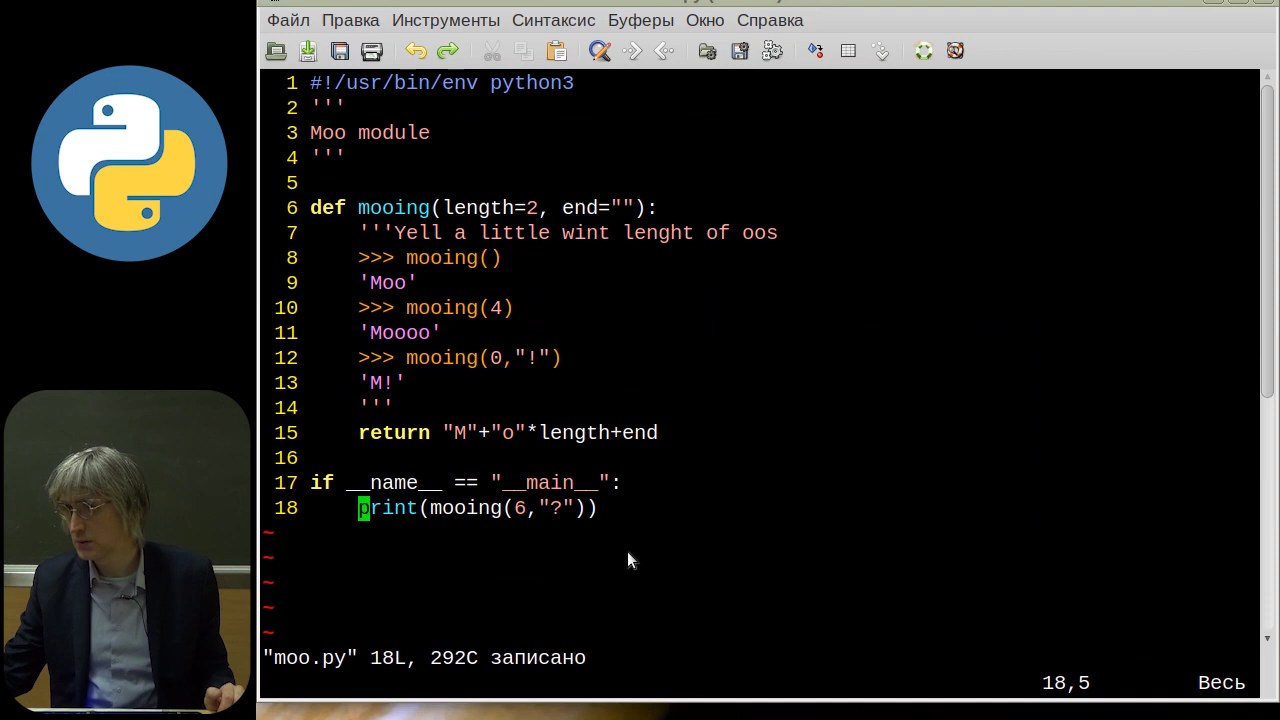 Файл Правка Инструменты Синтаксис Буферы Окно Справка
1 #!/usr/bin/env python3
2 '''
3 Moo module
4 '''
5
6 def mooing(length=2, end=""):
7     '''Yell a little wint lenght of oos
8     >>> mooing()
9     'Moo'
10     >>> mooing(4)
11     'Moooo'
12     >>> mooing(0,"!")
13     'M!'
14     '''
15     return "M"+"o"*length+end
16
17 if __name__ == "__main__":
18     print(mooing(6,"?"))
~
~
~
~
~
"moo.py" 18L, 292C записано
18,5 Весь